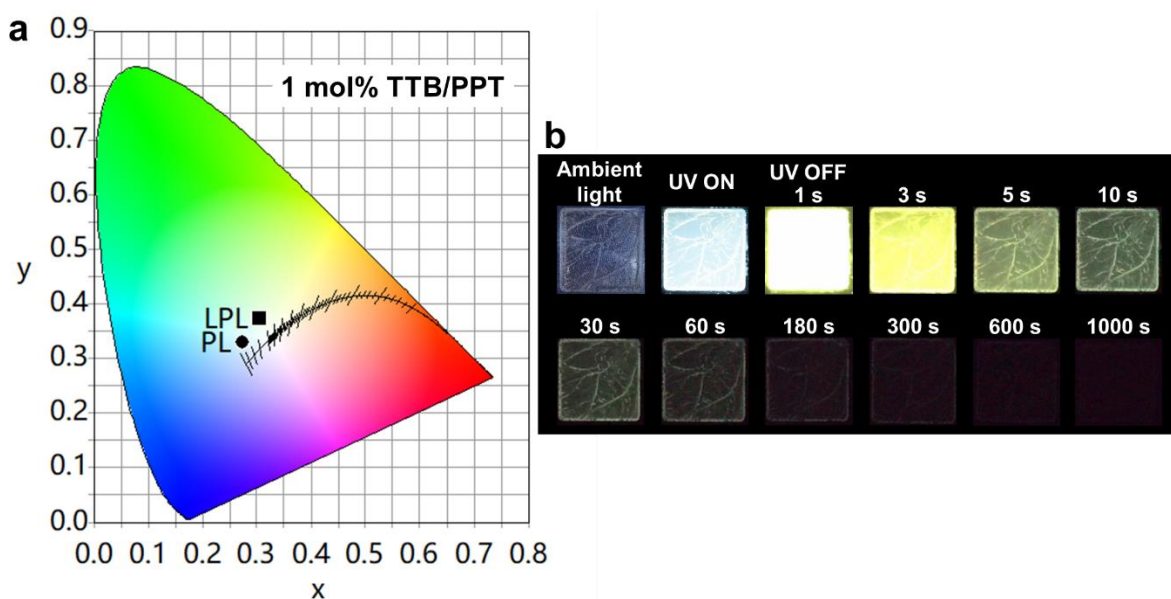 a
0.9
0.8
0.7
0.6
0.5
0.4
0.3
0.2
0.1
0.0
y
1 mol% TTB/PPT
LPL
PL
0.0 0.1 0.2 0.3 0.4 0.5 0.6 0.7 0.8
x
b
Ambient
light
UV ON
UV OFF
1 s
3 s
5 s
10 s
30 s
60 s
180 s
300 s
600 s
1000 s